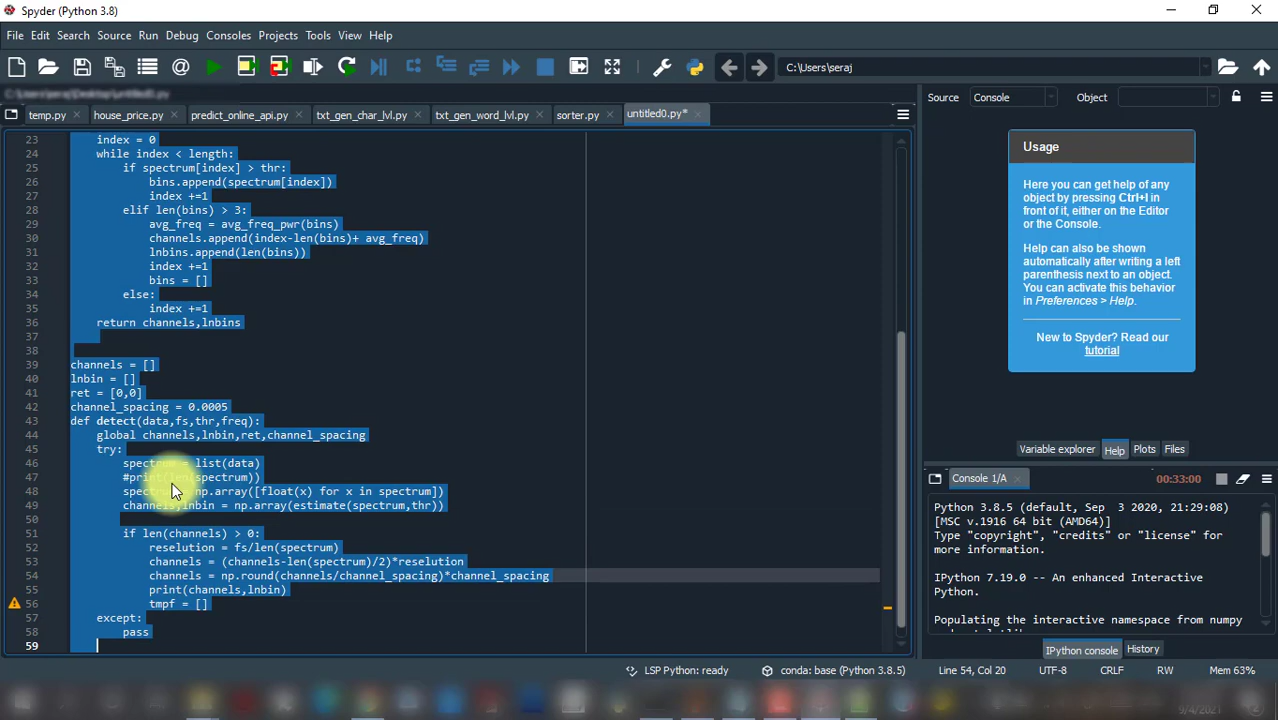 Spyder (Python 3.8)
File Edit Search Source Run Debug Consoles Projects Tools View Help
C:\Users\seraj
Source Console Object
temp.py house_price.py predict_online_api.py txt_gen_char_lvl.py txt_gen_word_lvl.py sorter.py untitled0.py*
23 index = 0
24 while index < length:
25 if spectrum[index] > thr:
26 bins.append(spectrum[index])
27 index +=1
28 elif len(bins) > 3:
29 avg_freq = avg_freq_pwr(bins)
30 channels.append(index-len(bins)+ avg_freq)
31 lnbins.append(len(bins))
32 index +=1
33 bins = []
34 else:
35 index +=1
36 return channels,lnbins
37
38
39 channels = []
40 lnbin = []
41 ret = [0,0]
42 channel_spacing = 0.0005
43 def detect(data,fs,thr,freq):
44 global channels,lnbin,ret,channel_spacing
45 try:
46 spectrum = list(data)
47 #print(len(spectrum))
48 spectrum = np.array([float(x) for x in spectrum])
49 channels,lnbin = np.array(estimate(spectrum,thr))
50
51 if len(channels) > 0:
52 reselution = fs/len(spectrum)
53 channels = (channels-len(spectrum)/2)*reselution
54 channels = np.round(channels/channel_spacing)*channel_spacing
55 print(channels,lnbin)
56 tmpf = []
57 except:
58 pass
59
Usage
Here you can get help of any
object by pressing Ctrl+I in
front of it, either on the Editor
or the Console.
Help can also be shown
automatically after writing a left
parenthesis next to an object.
You can activate this behavior
in Preferences > Help.
New to Spyder? Read our
tutorial
Variable explorer Help Plots Files
Console 1/A 00:33:00
Python 3.8.5 (default, Sep 3 2020, 21:29:08)
[MSC v.1916 64 bit (AMD64)]
Type "copyright", "credits" or "license" for
more information.
IPython 7.19.0 -- An enhanced Interactive
Python.
Populating the interactive namespace from numpy
IPython console History
LSP Python: ready conda: base (Python 3.8.5) Line 54, Col 20 UTF-8 CRLF RW Mem 63%
9/4/2021